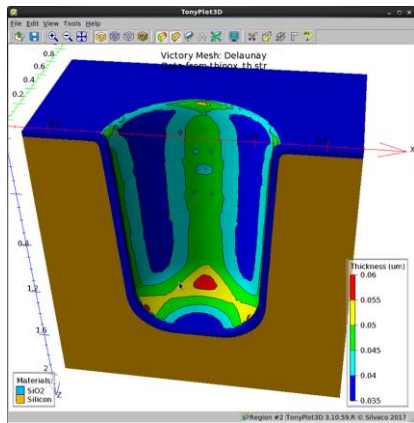 TonyPlot3D
File Edit View Tools Help
Victory Mesh: Delaunay
Data from thinox_th.str
0.8
0.6
0.4
0.2
0
X
0.8
1.2
1.6
2
Z
Thickness (um)
0.06
0.055
0.05
0.045
0.04
0.035
Materials:
SiO2
Silicon
Region #2 TonyPlot3D 3.10.59.R © Silvaco 2017